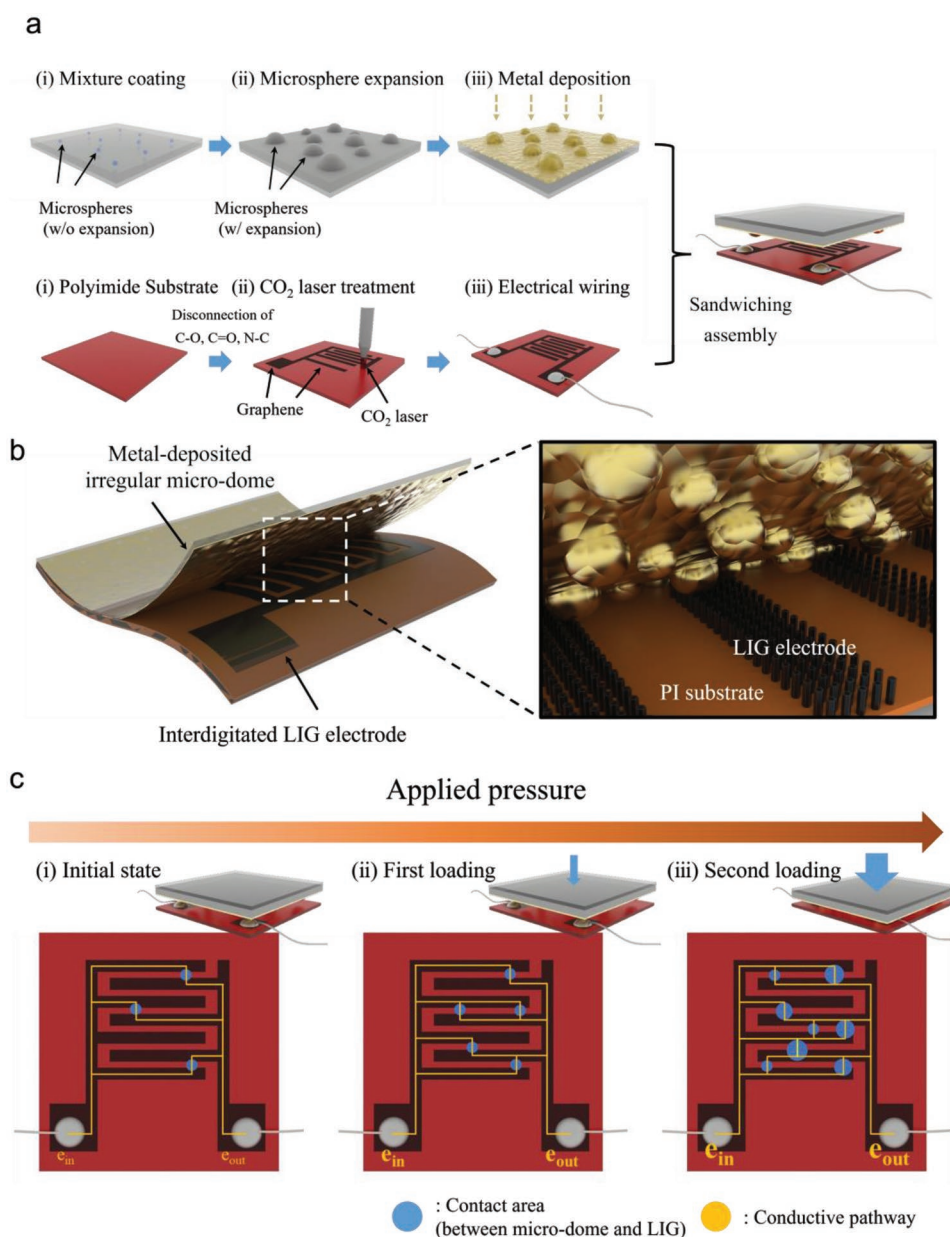 a
(i) Mixture coating
(ii) Microsphere expansion
(iii) Metal deposition
Microspheres
(w/o expansion)
Microspheres
(w/ expansion)
(i) Polyimide Substrate
(ii) CO2 laser treatment
(iii) Electrical wiring
Disconnection of
C-O, C=O, N-C
Graphene
CO2 laser
Sandwiching
assembly
b
Metal-deposited
irregular micro-dome
Interdigitated LIG electrode
LIG electrode
PI substrate
c
Applied pressure
(i) Initial state
(ii) First loading
(iii) Second loading
ein
eout
ein
eout
ein
eout
: Contact area
(between micro-dome and LIG)
: Conductive pathway